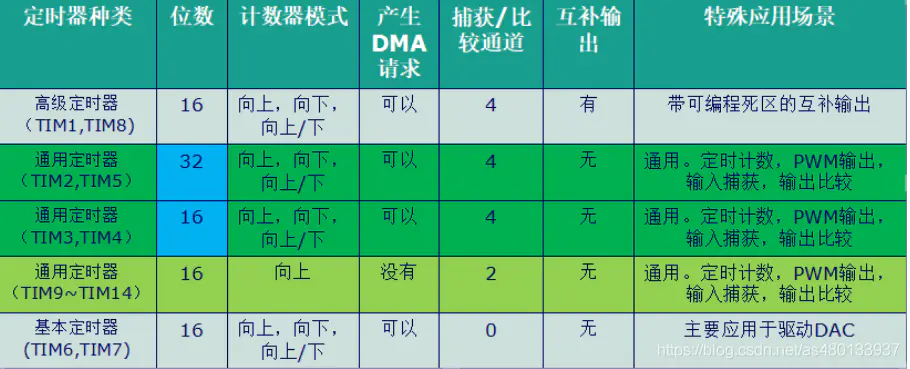 定时器种类 位数 计数器模式 产生DMA请求 捕获/比较通道 互补输出 特殊应用场景
高级定时器（TIM1,TIM8） 16 向上，向下，向上/下 可以 4 有 带可编程死区的互补输出
通用定时器（TIM2,TIM5） 32 向上，向下，向上/下 可以 4 无 通用。定时计数，PWM输出，输入捕获，输出比较
通用定时器（TIM3,TIM4） 16 向上，向下，向上/下 可以 4 无 通用。定时计数，PWM输出，输入捕获，输出比较
通用定时器（TIM9~TIM14） 16 向上 没有 2 无 通用。定时计数，PWM输出，输入捕获，输出比较
基本定时器(TIM6,TIM7) 16 向上，向下，向上/下 可以 0 无 主要应用于驱动DAC
https://blog.csdn.net/as480133937